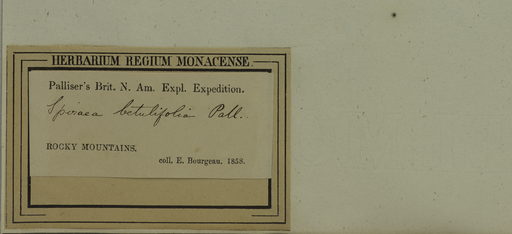 HERBARIUM REGIUM MONACENSE.
Palliser's Brit. N. Am. Expl. Expedition.
Spiraea betulifolia Pall.
ROCKY MOUNTAINS.
coll. E. Bourgeau. 1858.